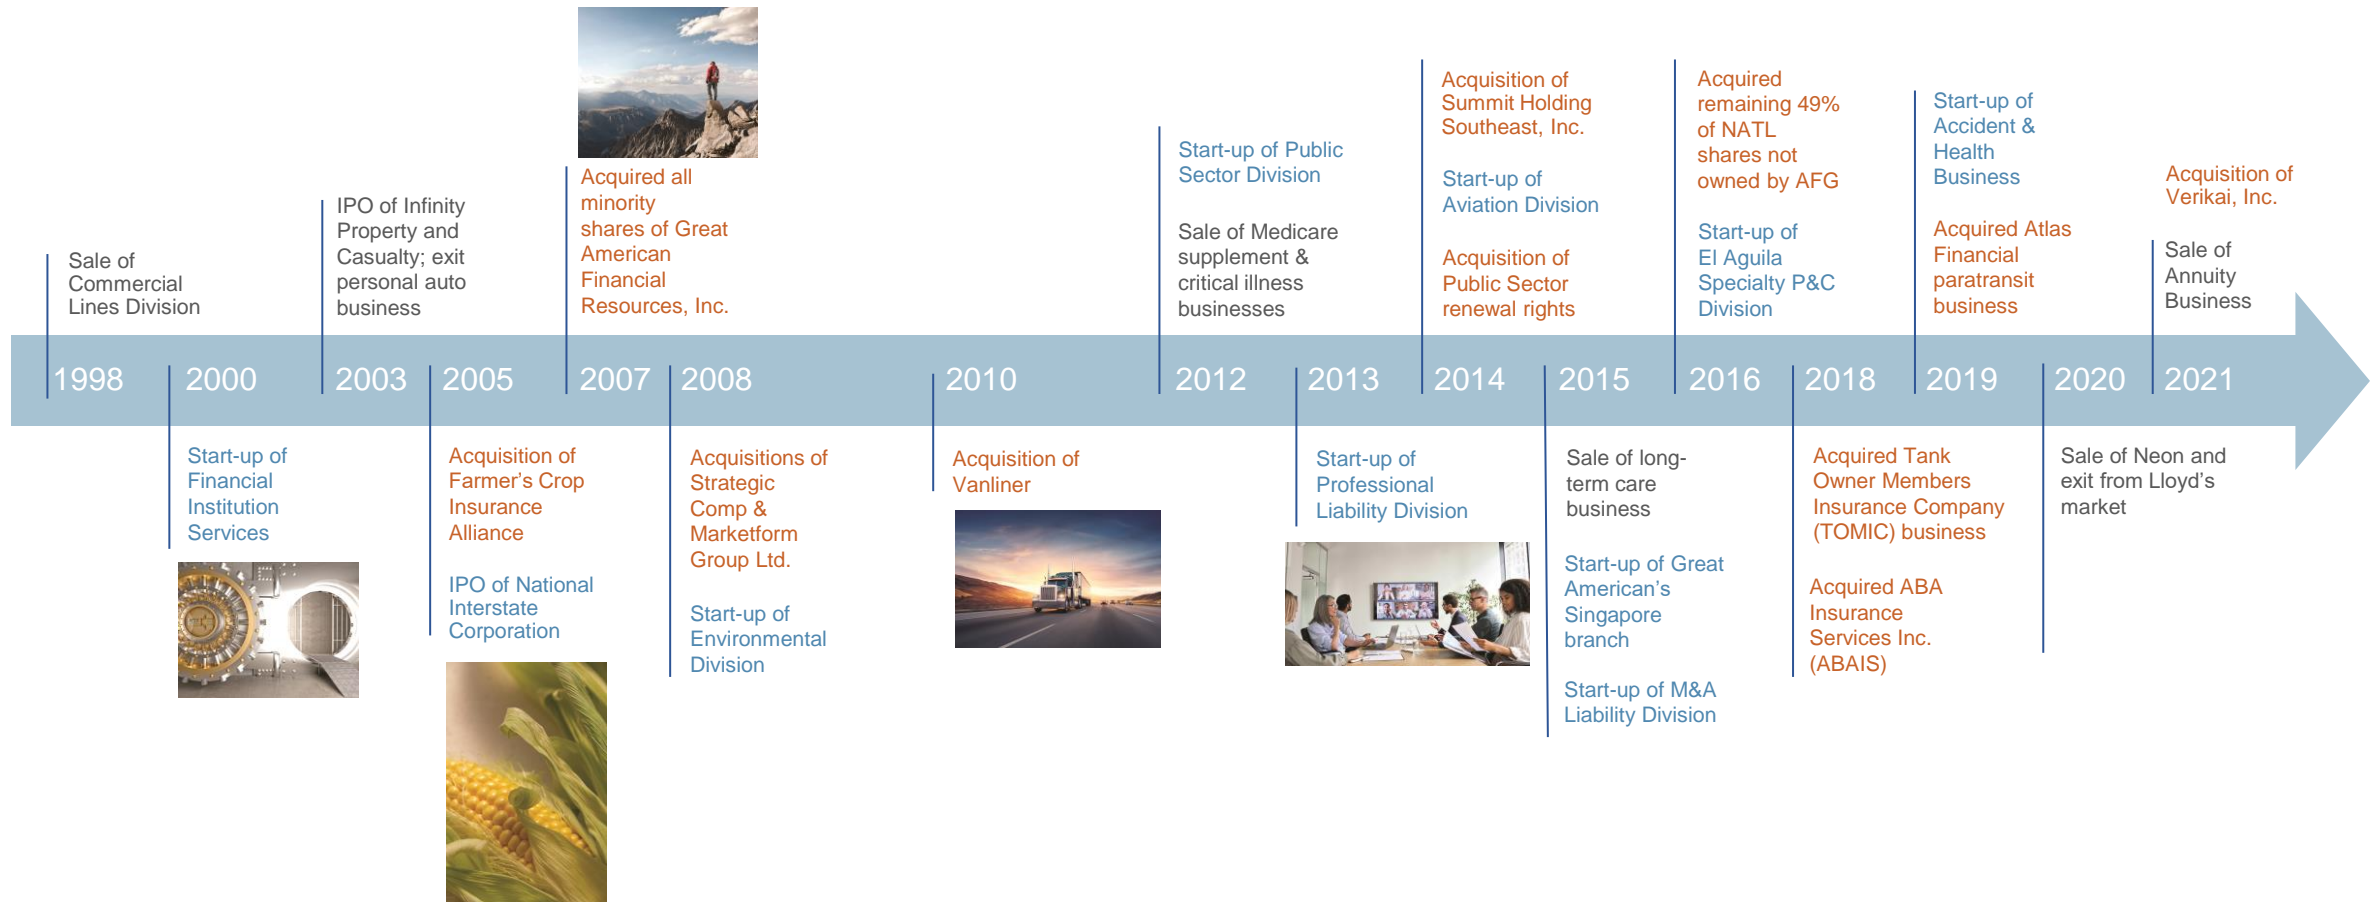 Sale of
Commercial
Lines Division
IPO of Infinity
Property and
Casualty; exit
personal auto
business
Acquired all
minority
shares of Great
American
Financial
Resources, Inc.
Start-up of Public
Sector Division
Sale of Medicare
supplement &
critical illness
businesses
Acquisition of
Summit Holding
Southeast, Inc.
Start-up of
Aviation Division
Acquisition of
Public Sector
renewal rights
Acquired
remaining 49%
of NATL
shares not
owned by AFG
Start-up of
El Aguila
Specialty P&C
Division
Start-up of
Accident &
Health
Business
Acquired Atlas
Financial
paratransit
business
Acquisition of
Verikai, Inc.
Sale of
Annuity
Business
1998 2000 2003 2005 2007 2008 2010 2012 2013 2014 2015 2016 2018 2019 2020 2021
Start-up of
Financial
Institution
Services
Acquisition of
Farmer’s Crop
Insurance
Alliance
IPO of National
Interstate
Corporation
Acquisitions of
Strategic
Comp &
Marketform
Group Ltd.
Start-up of
Environmental
Division
Acquisition of
Vanliner
Start-up of
Professional
Liability Division
Sale of long-
term care
business
Start-up of Great
American’s
Singapore
branch
Start-up of M&A
Liability Division
Acquired Tank
Owner Members
Insurance Company
(TOMIC) business
Acquired ABA
Insurance
Services Inc.
(ABAIS)
Sale of Neon and
exit from Lloyd’s
market